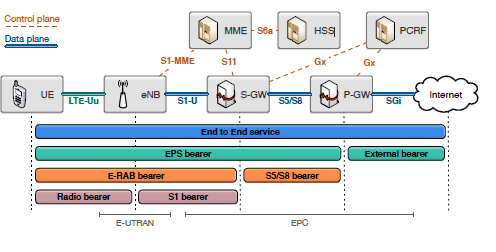 Control plane
Data plane
MME
S6a
HSS
PCRF
S1-MME
S11
Gx
Gx
UE
LTE-Uu
eNB
S1-U
S-GW
S5/S8
P-GW
SGi
Internet
End to End service
EPS bearer
External bearer
E-RAB bearer
S5/S8 bearer
Radio bearer
S1 bearer
E-UTRAN
EPC